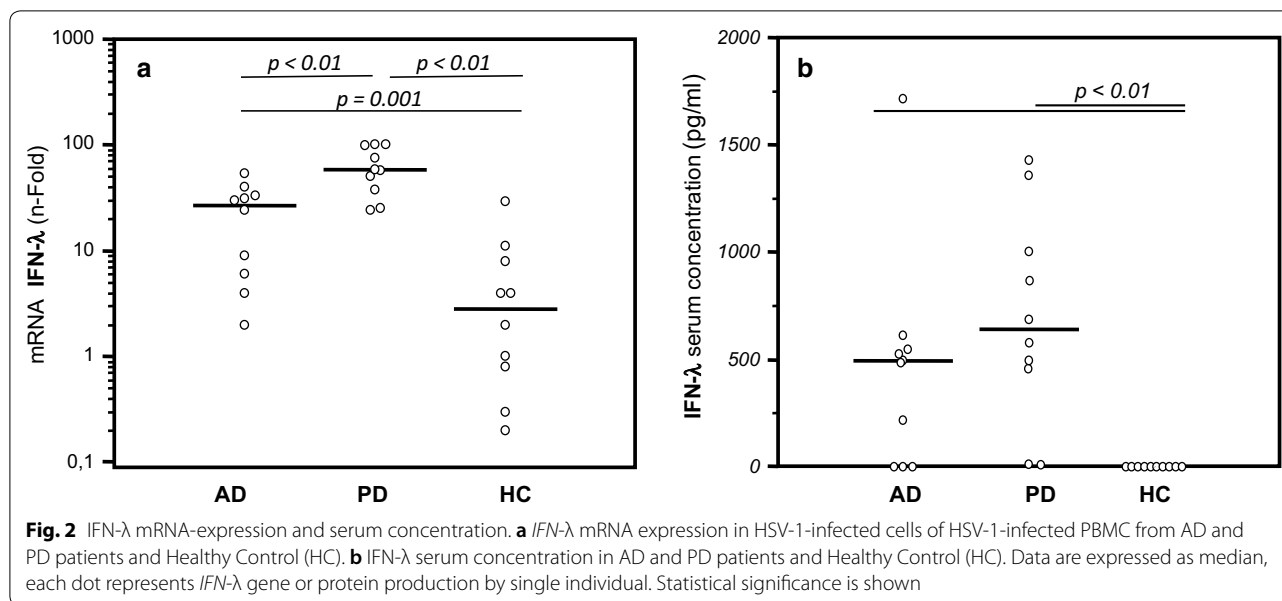 a
1000
100
10
1
0,1
mRNA IFN-λ (n-Fold)
p < 0.01
p < 0.01
p = 0.001
AD PD HC
b
2000
1500
1000
500
0
IFN-λ serum concentration (pg/ml)
p < 0.01
AD PD HC
Fig. 2 IFN-λ mRNA-expression and serum concentration. a IFN-λ mRNA expression in HSV-1-infected cells of HSV-1-infected PBMC from AD and
PD patients and Healthy Control (HC). b IFN-λ serum concentration in AD and PD patients and Healthy Control (HC). Data are expressed as median,
each dot represents IFN-λ gene or protein production by single individual. Statistical significance is shown